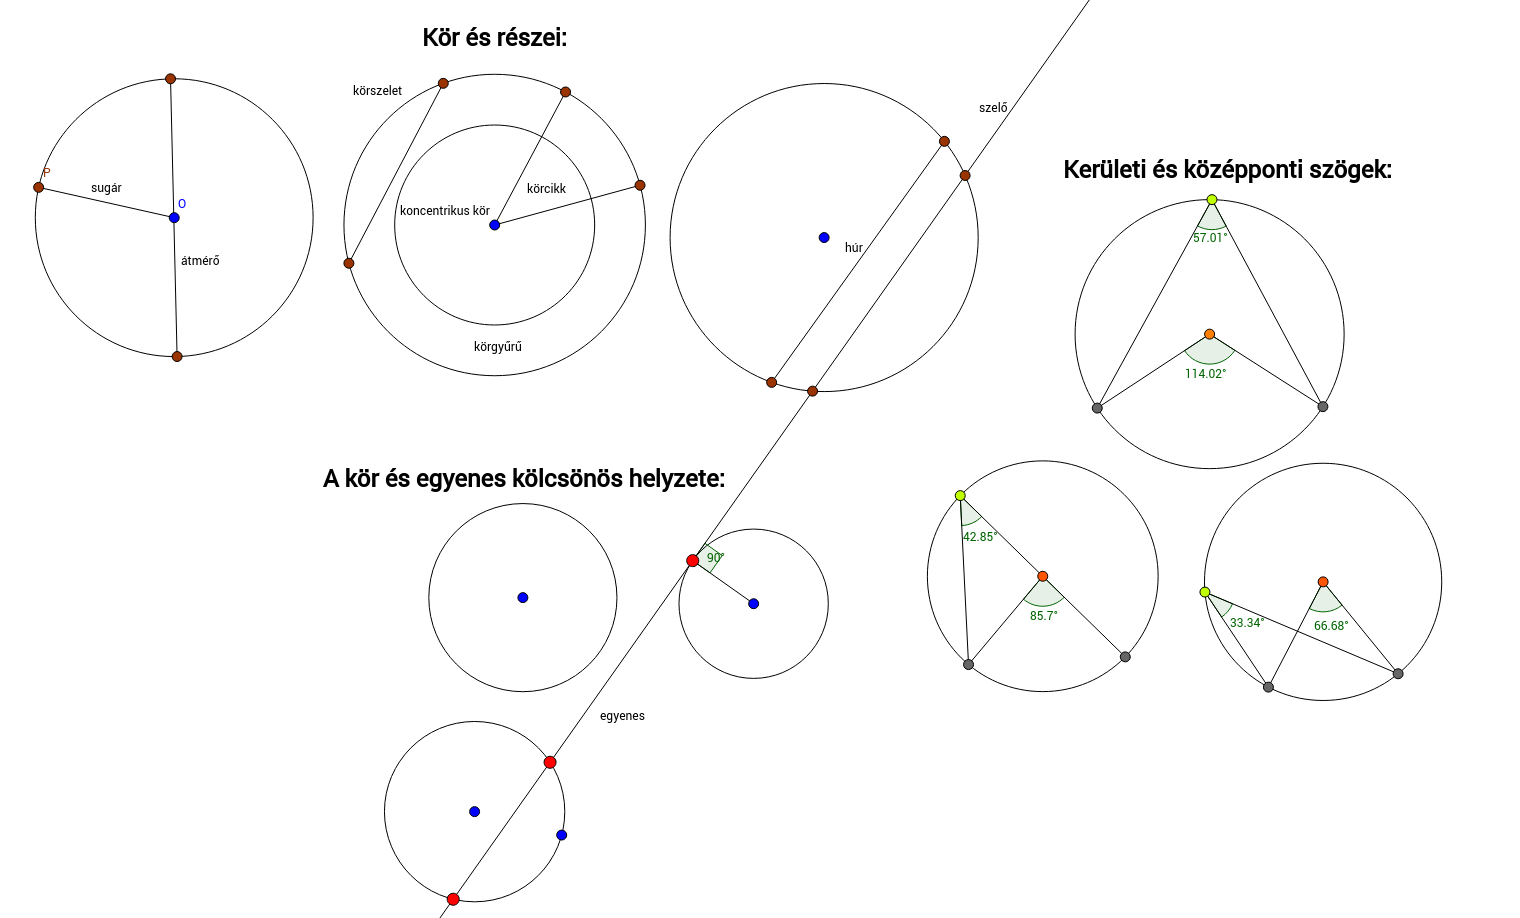 Kör és részei:
körszelet
szelő
P
sugár
O
körcikk
koncentrikus kör
húr
átmérő
körgyűrű
Kerületi és középponti szögek:
57.01°
114.02°
A kör és egyenes kölcsönös helyzete:
90°
42.85°
85.7°
33.34°
66.68°
egyenes